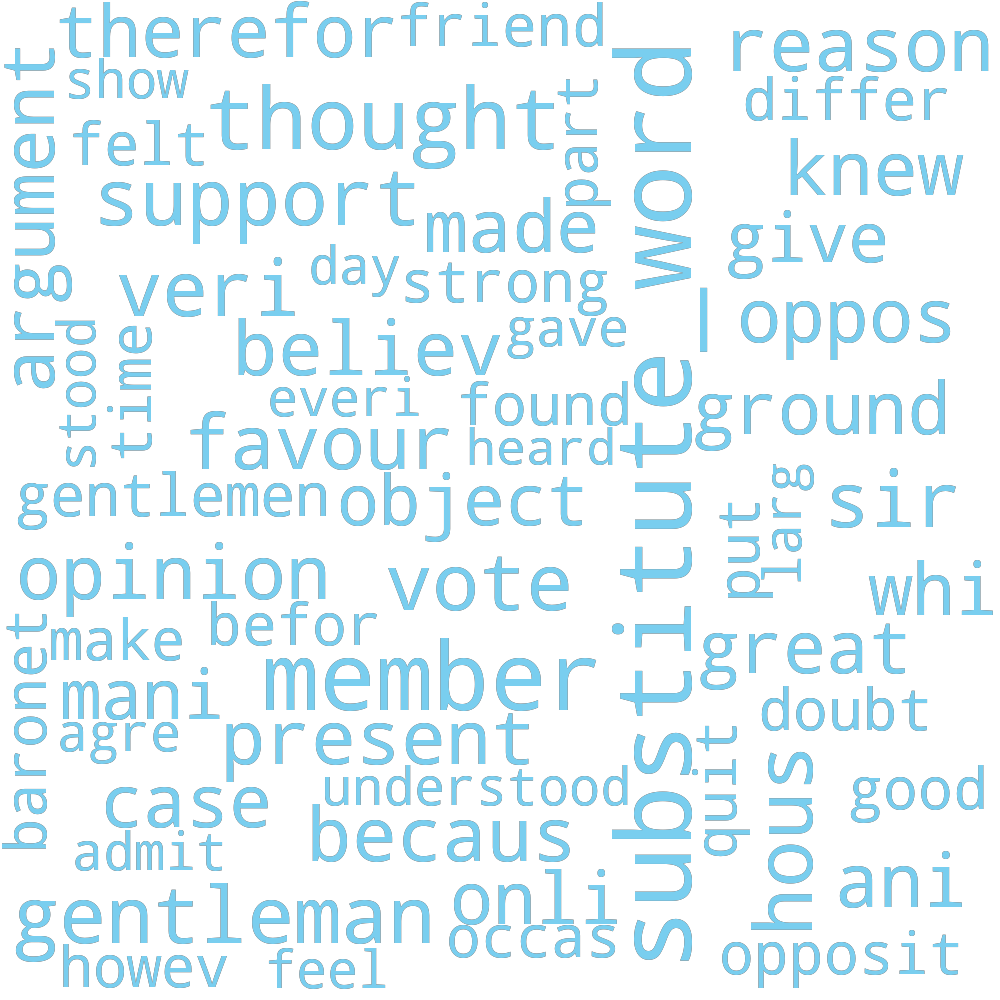 therefor
friend
reason
show
differ
argument
thought
part
felt
word
knew
support
made
give
day
veri
strong
oppos
gave
believ
stood
time
everi
found
ground
favour
heard
gentlemen
object
larg
sir
put
opinion
vote
whi
befor
make
great
baronet
member
mani
doubt
agre
present
quit
understood
good
case
hous
becaus
admit
substitute_word
ani
gentleman
onli
occas
opposit
howev
feel